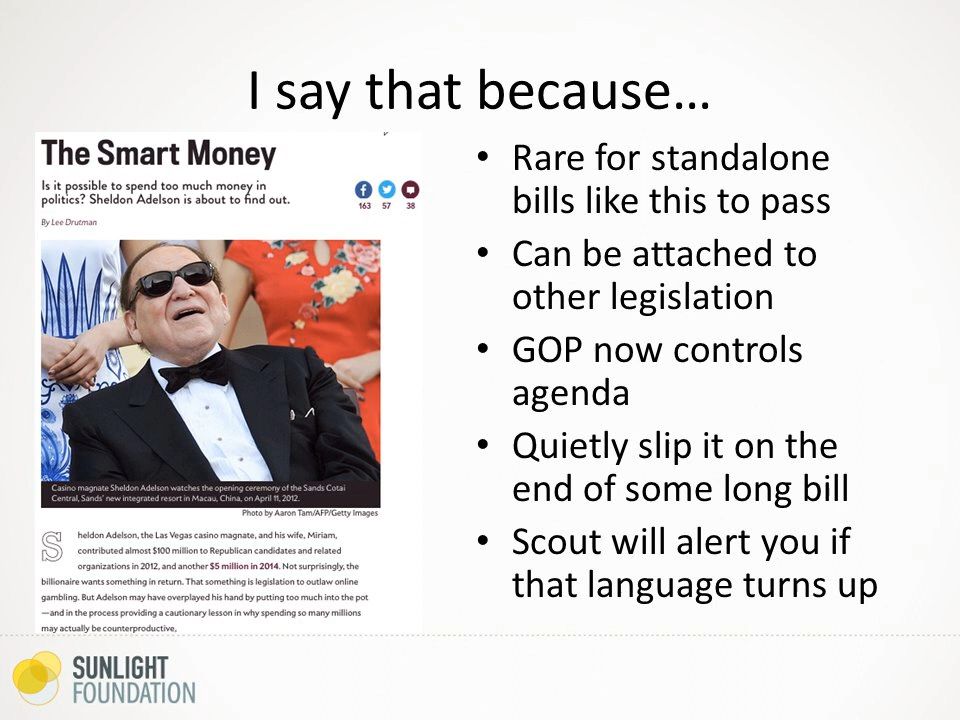 I say that because...
The Smart Money
Is it possible to spend too much money in
politics? Sheldon Adelson is about to find out.
163 57 38
By Lee Drutman
Casino magnate Sheldon Adelson watches the opening ceremony of the Sands Cotai
Central, Sands' new integrated resort in Macau, China, on April 11, 2012.
Photo by Aaron Tam/AFP/Getty Images
Sheldon Adelson, the Las Vegas casino magnate, and his wife, Miriam,
contributed almost $100 million to Republican candidates and related
organizations in 2012, and another $5 million in 2014. Not surprisingly, the
billionaire wants something in return. That something is legislation to outlaw online
gambling. But Adelson may have overplayed his hand by putting too much into the pot
—and in the process providing a cautionary lesson in why spending so many millions
may actually be counterproductive,
• Rare for standalone
bills like this to pass
• Can be attached to
other legislation
• GOP now controls
agenda
• Quietly slip it on the
end of some long bill
• Scout will alert you if
that language turns up
SUNLIGHT
FOUNDATION